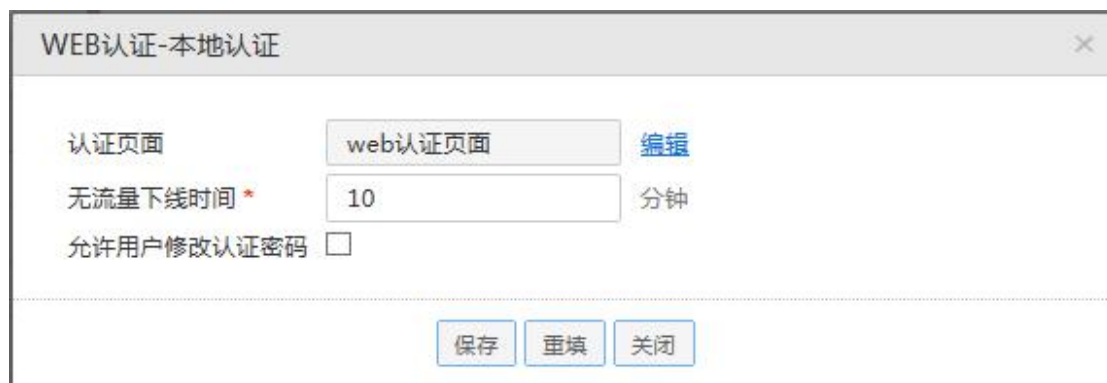 WEB认证-本地认证
认证页面 web认证页面 编辑
无流量下线时间 * 10 分钟
允许用户修改认证密码
保存 重填 关闭